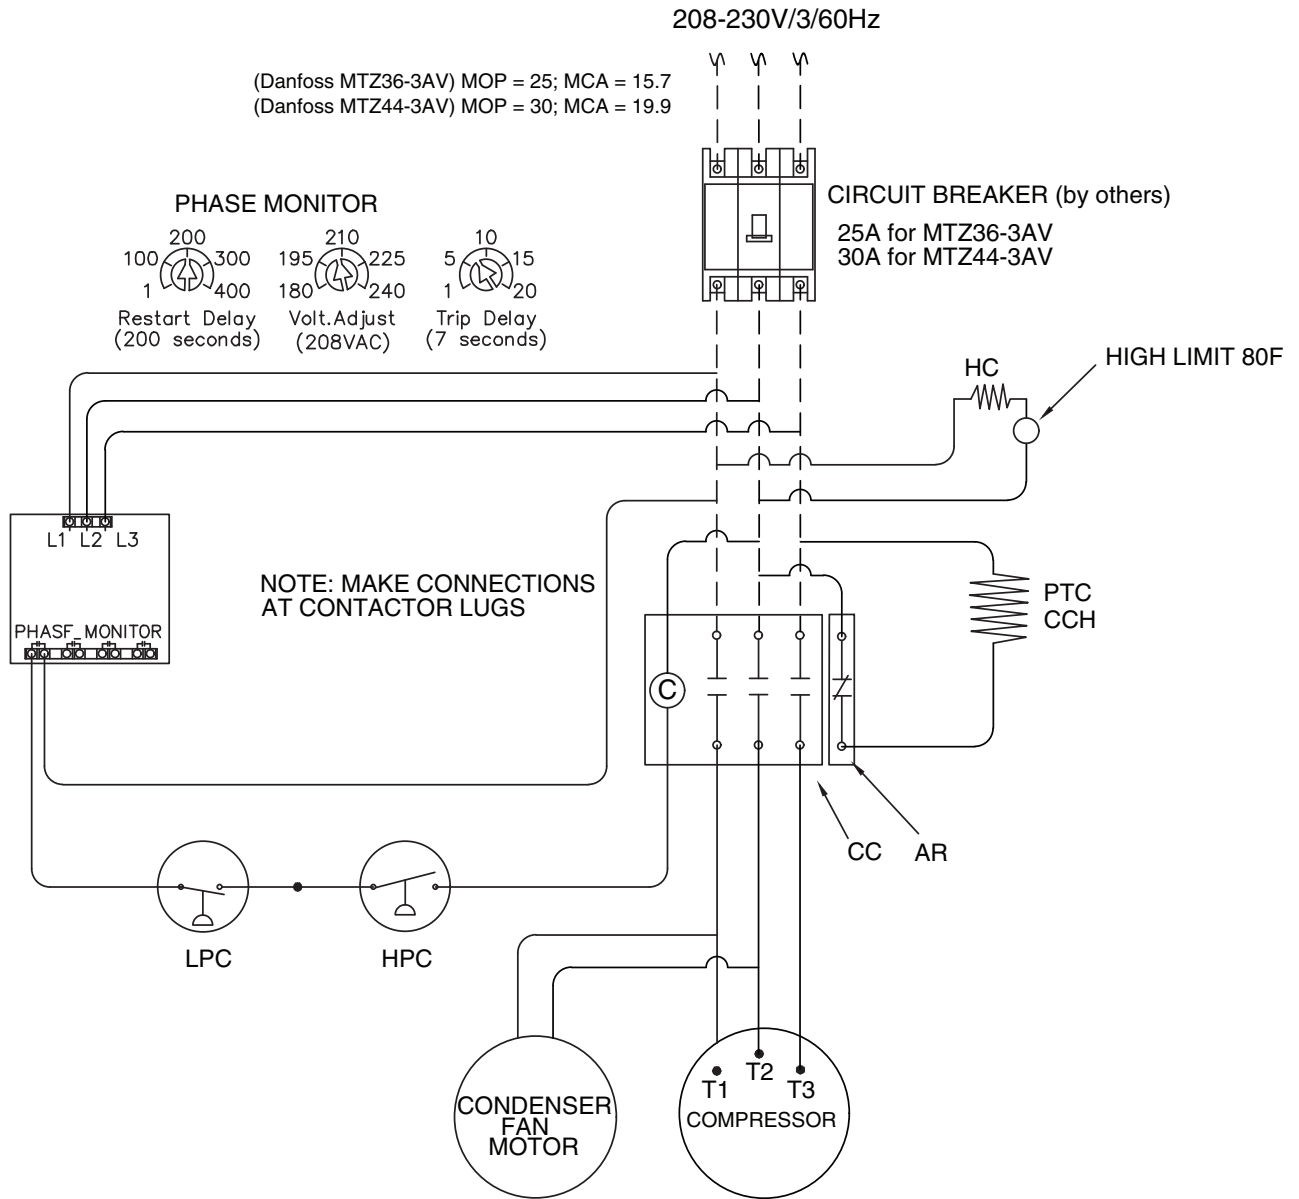 208-230V/3/60Hz
(Danfoss MTZ36-3AV) MOP = 25; MCA = 15.7
(Danfoss MTZ44-3AV) MOP = 30; MCA = 19.9
CIRCUIT BREAKER (by others)
25A for MTZ36-3AV
30A for MTZ44-3AV
PHASE MONITOR
200
100 300
1 400
Restart Delay
(200 seconds)
210
195 225
180 240
Volt.Adjust
(208VAC)
10
5 15
1 20
Trip Delay
(7 seconds)
HC
HIGH LIMIT 80F
L1 L2 L3
PHASF_MONITOR
NOTE: MAKE CONNECTIONS
AT CONTACTOR LUGS
PTC
CCH
C
CC
AR
LPC
HPC
CONDENSER
FAN
MOTOR
T1 T2 T3
COMPRESSOR